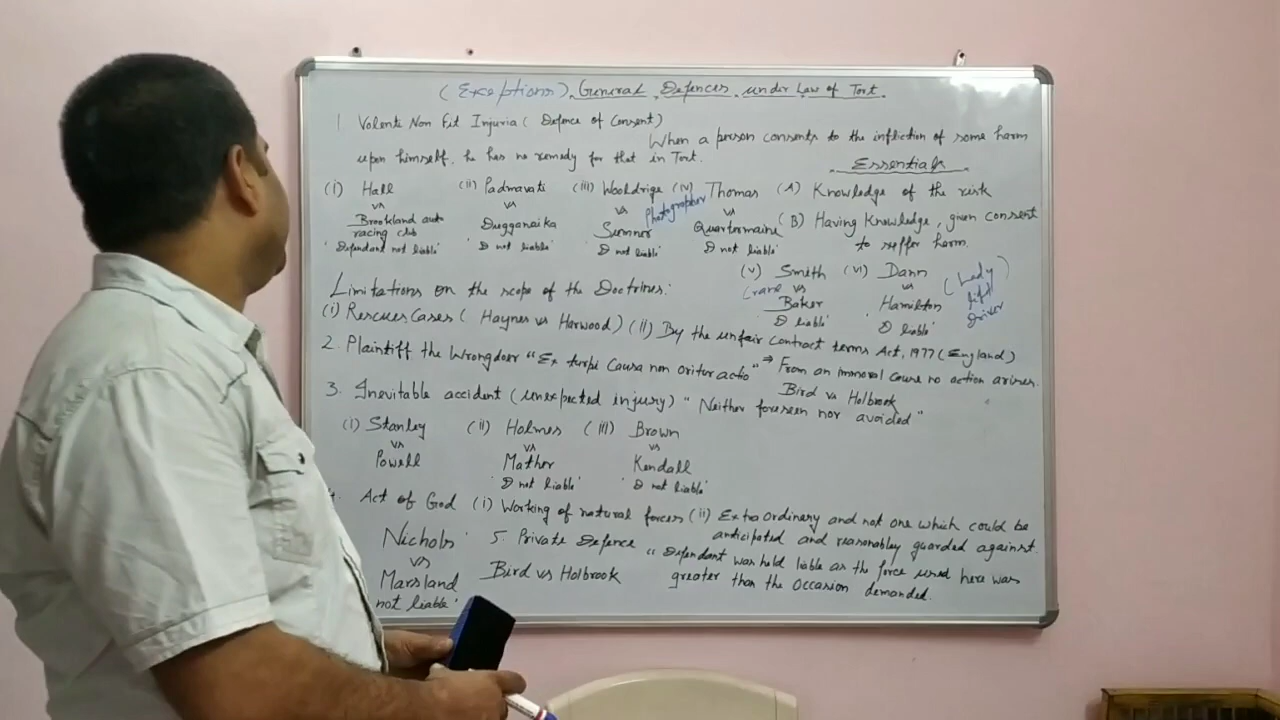 (Exceptions) General Defences under Law of Tort
1. Volenti Non Fit Injuria (Defence of Consent)
When a person consents to the infliction of some harm
upon himself, he has no remedy for that in Tort.
Essentials
(i) Hall vs Brookland auto racing club 'Defendant not liable'
(ii) Padmavati vs Dugganaika 'D not liable'
(iii) Wooldrige vs Sumner 'D not liable' Photographer
(iv) Thomas vs Quartermaine 'D not liable'
(A) Knowledge of the risk
(B) Having Knowledge, given consent
to suffer harm.
(v) Smith vs Baker 'D liable' Crane
(vi) Dann vs Hamilton 'D liable' (Lady lift Driver)
Limitations on the scope of the Doctrines:
(i) Rescues Cases (Haynes vs Harwood) (ii) By the unfair contract terms Act, 1977 (England)
2. Plaintiff the Wrongdoer "Ex turpi Causa non oritur actio" ⇒ From an immoral cause no action arises.
Bird vs Holbrook
3. Inevitable accident (unexpected injury) "Neither foreseen nor avoided"
(i) Stanley vs Powell
(ii) Holmes vs Mather 'D not liable'
(iii) Brown vs Kendall 'D not liable'
Act of God (i) Working of natural forces (ii) Extra ordinary and not one which could be
anticipated and reasonably guarded against.
Nichols vs Marsland not liable'
5. Private Defence
Bird vs Holbrook
"Defendant was held liable as the force used here was
greater than the occasion demanded.